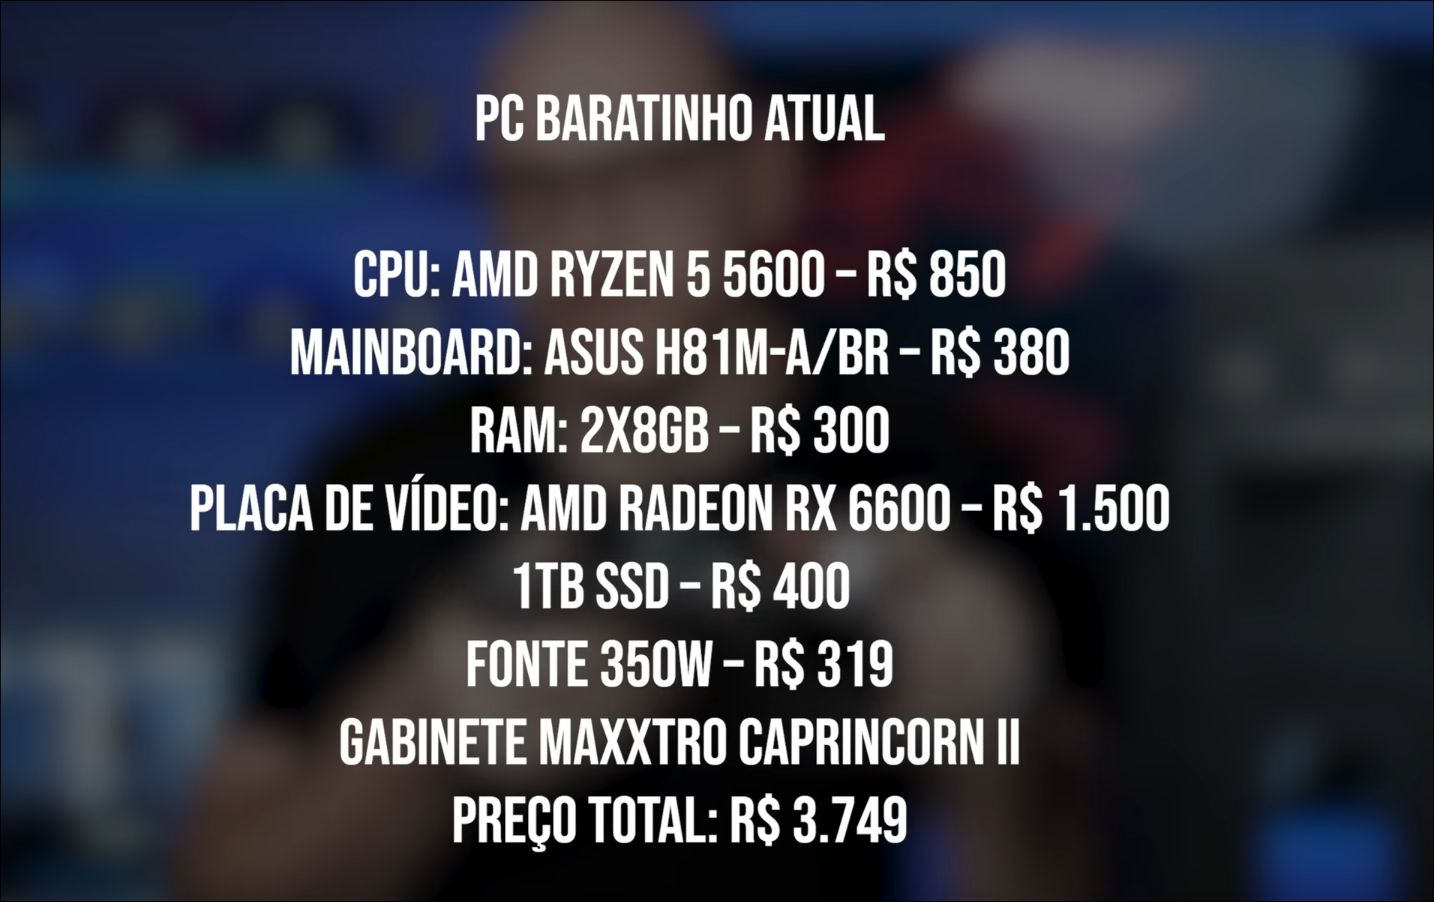 PC BARATINHO ATUAL
CPU: AMD RYZEN 5 5600 – R$ 850
MAINBOARD: ASUS H81M-A/BR – R$ 380
RAM: 2X8GB – R$ 300
PLACA DE VÍDEO: AMD RADEON RX 6600 – R$ 1.500
1TB SSD – R$ 400
FONTE 350W – R$ 319
GABINETE MAXXTRO CAPRINCORN II
PREÇO TOTAL: R$ 3.749